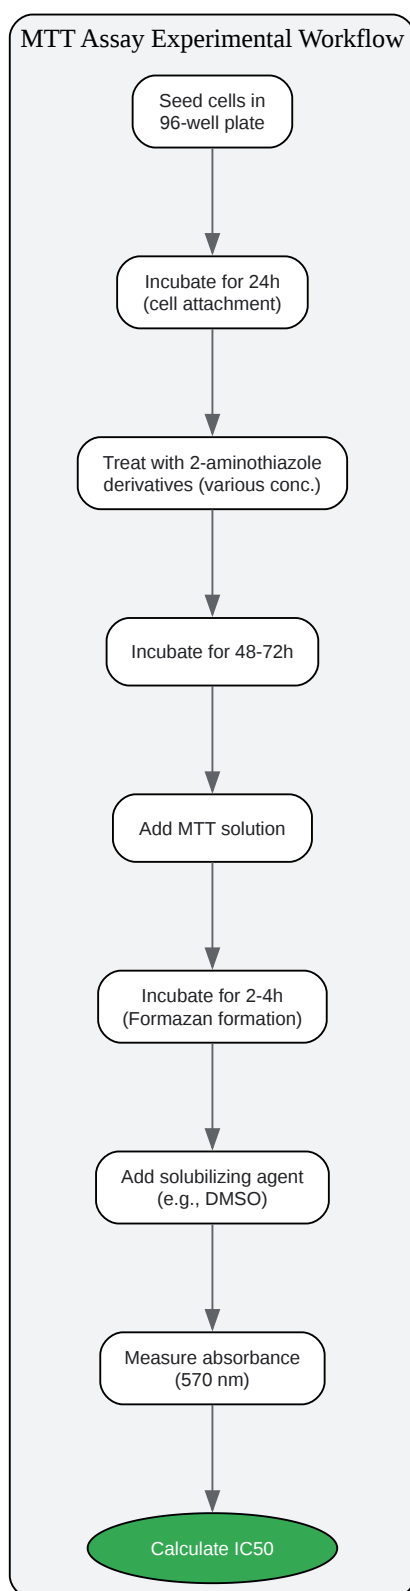 MTT Assay Experimental Workflow
Seed cells in
96-well plate
Incubate for 24h
(cell attachment)
Treat with 2-aminothiazole
derivatives (various conc.)
Incubate for 48-72h
Add MTT solution
Incubate for 2-4h
(Formazan formation)
Add solubilizing agent
(e.g., DMSO)
Measure absorbance
(570 nm)
Calculate IC50